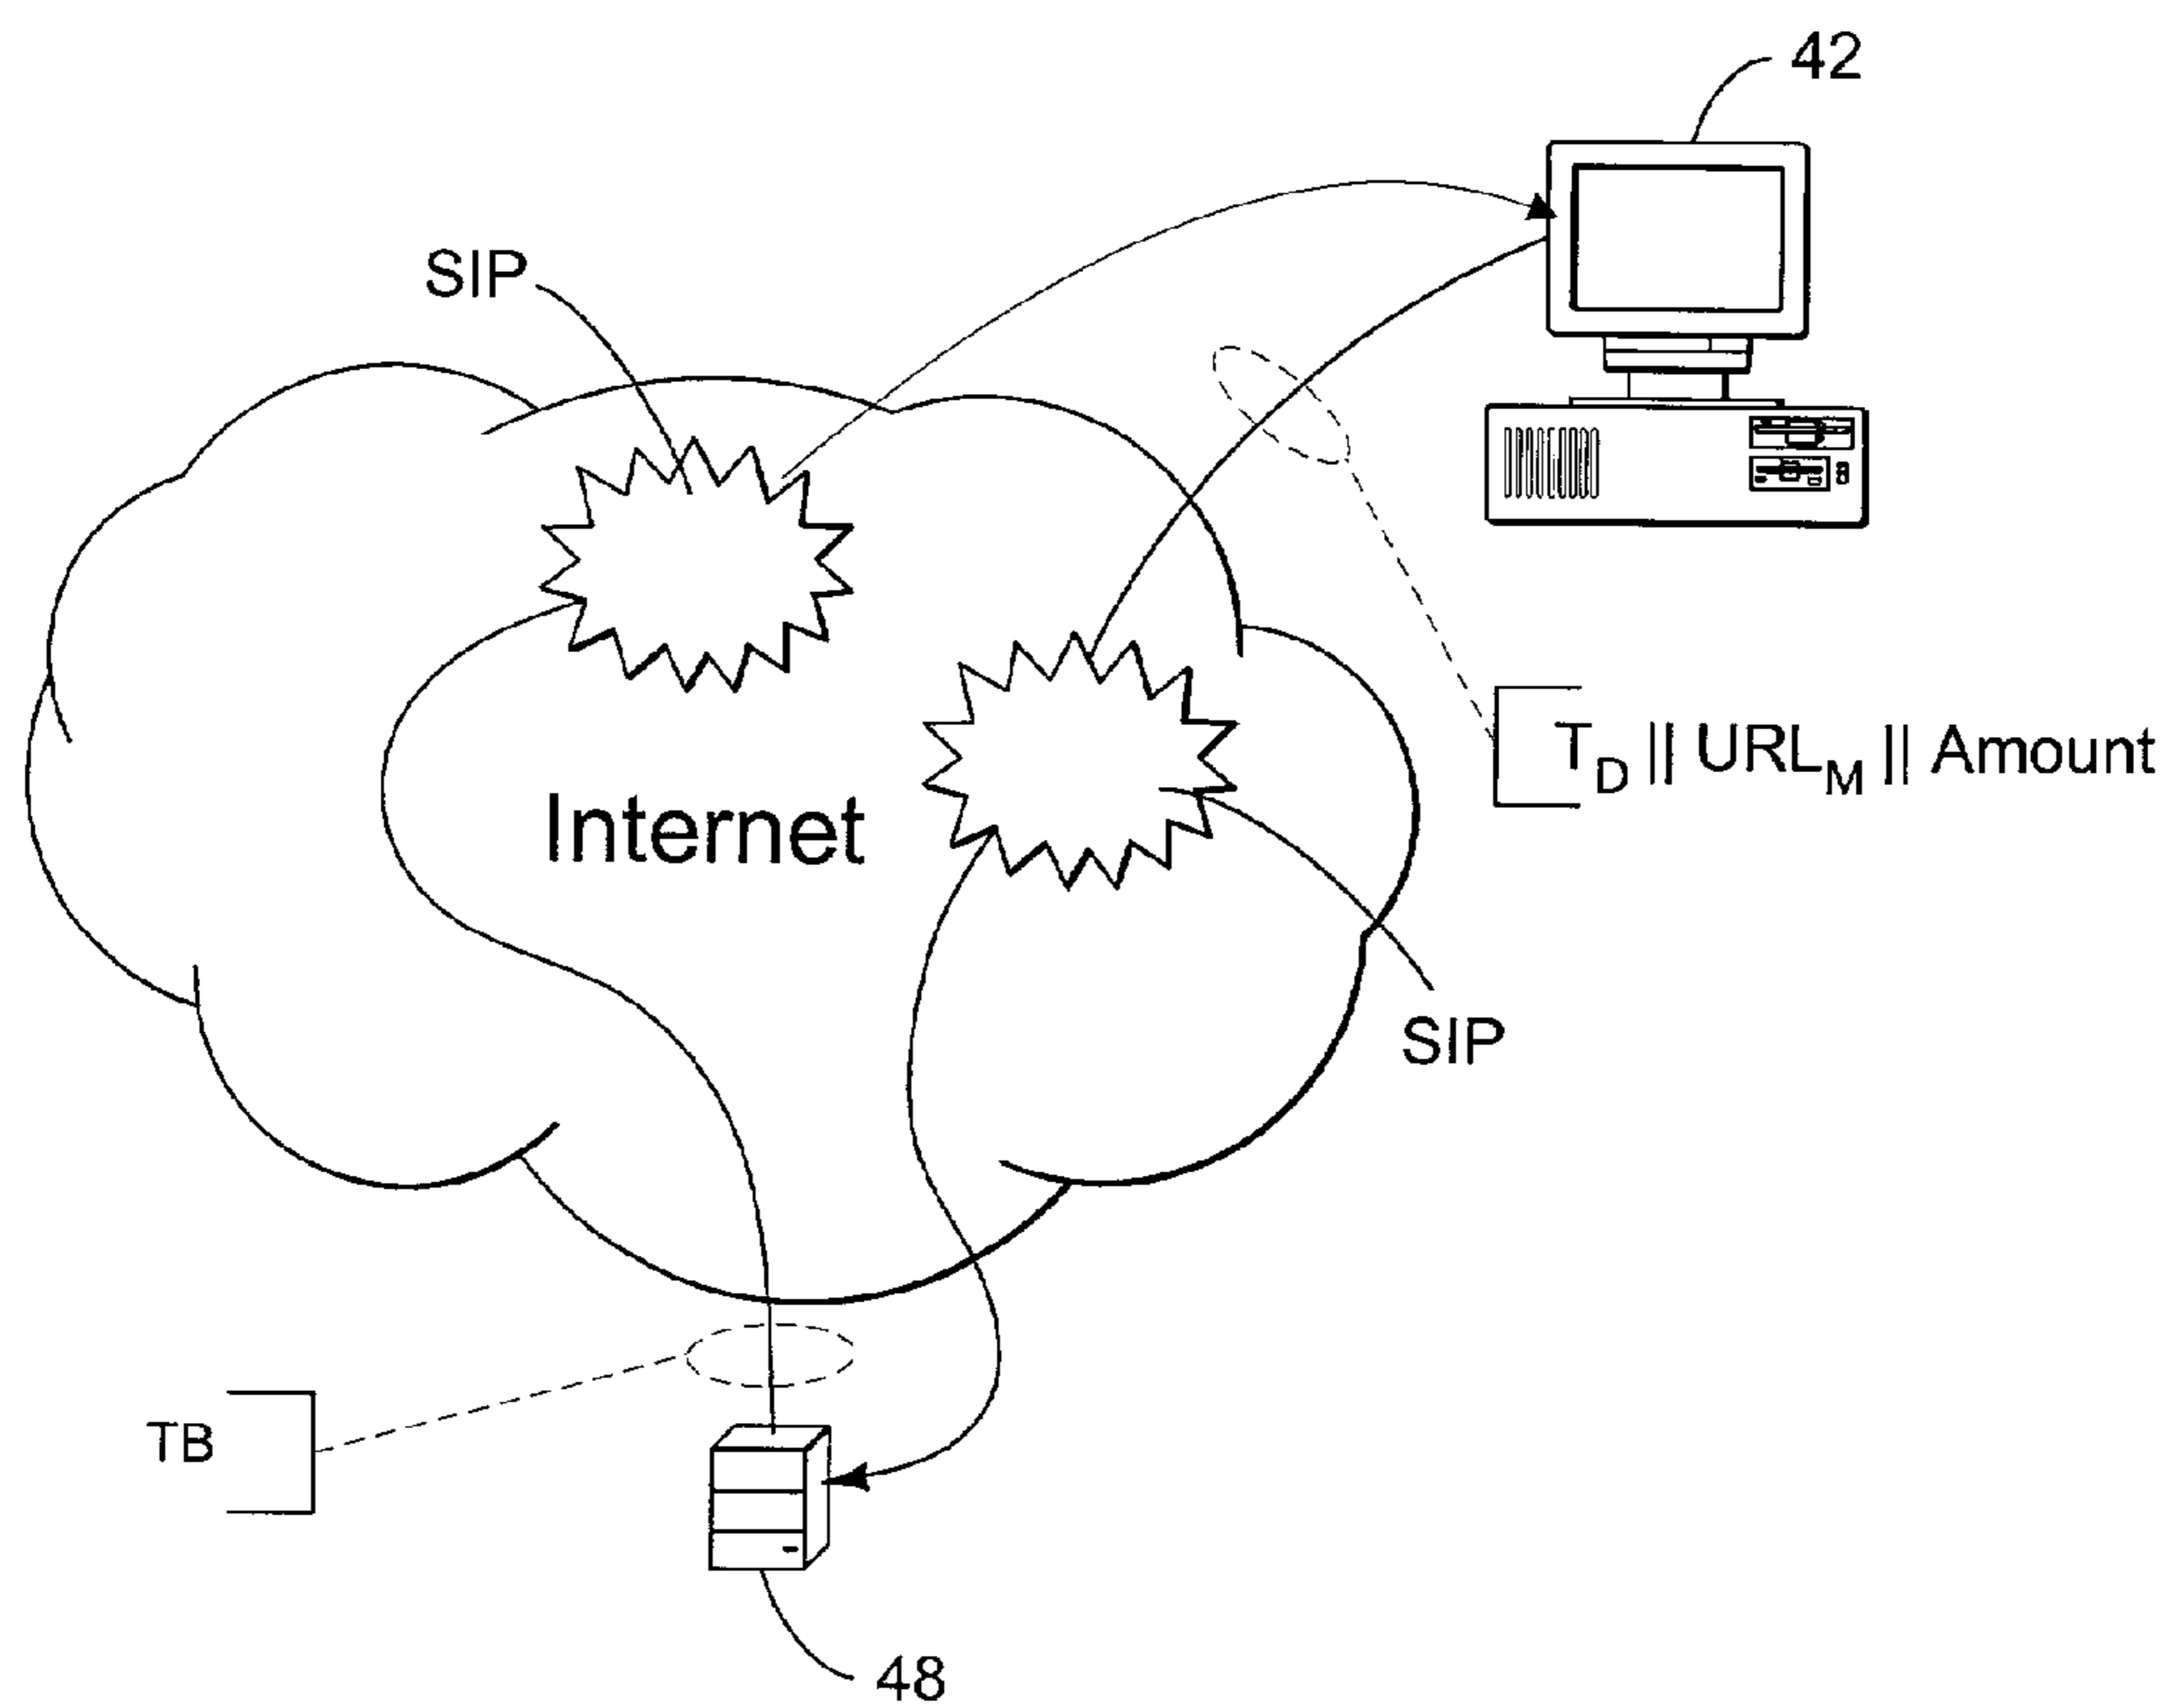 42
SIP
T_D || URL_M || Amount
Internet
SIP
TB
48